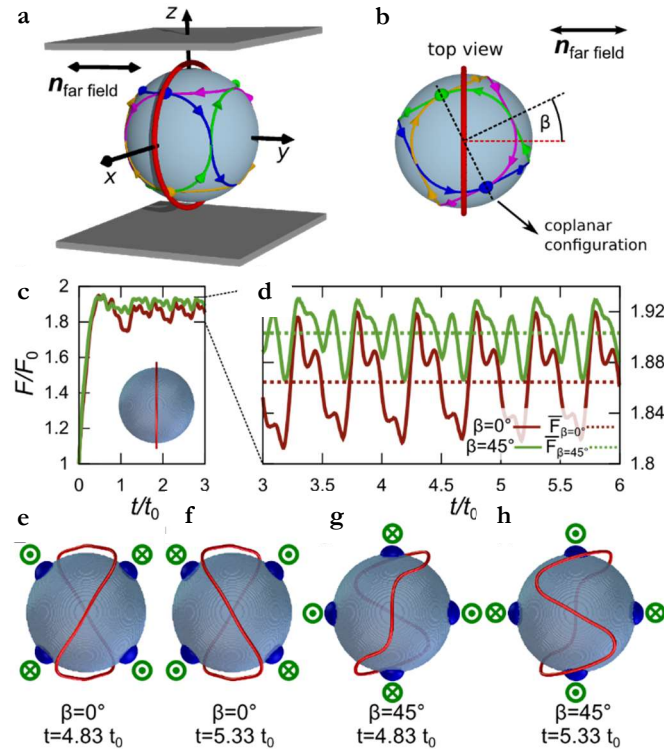 a
z
n far field
y
x
b
top view
n far field
β
coplanar
configuration
c
2
1.8
1.6
1.4
1.2
1
F/F₀
0 1 2 3
t/t₀
d
1.92
1.88
1.84
1.8
β=0° F̅β=0°
β=45° F̅β=45°
3 3.5 4 4.5 5 5.5 6
t/t₀
e
f
g
h
β=0°
t=4.83 t₀
β=0°
t=5.33 t₀
β=45°
t=4.83 t₀
β=45°
t=5.33 t₀